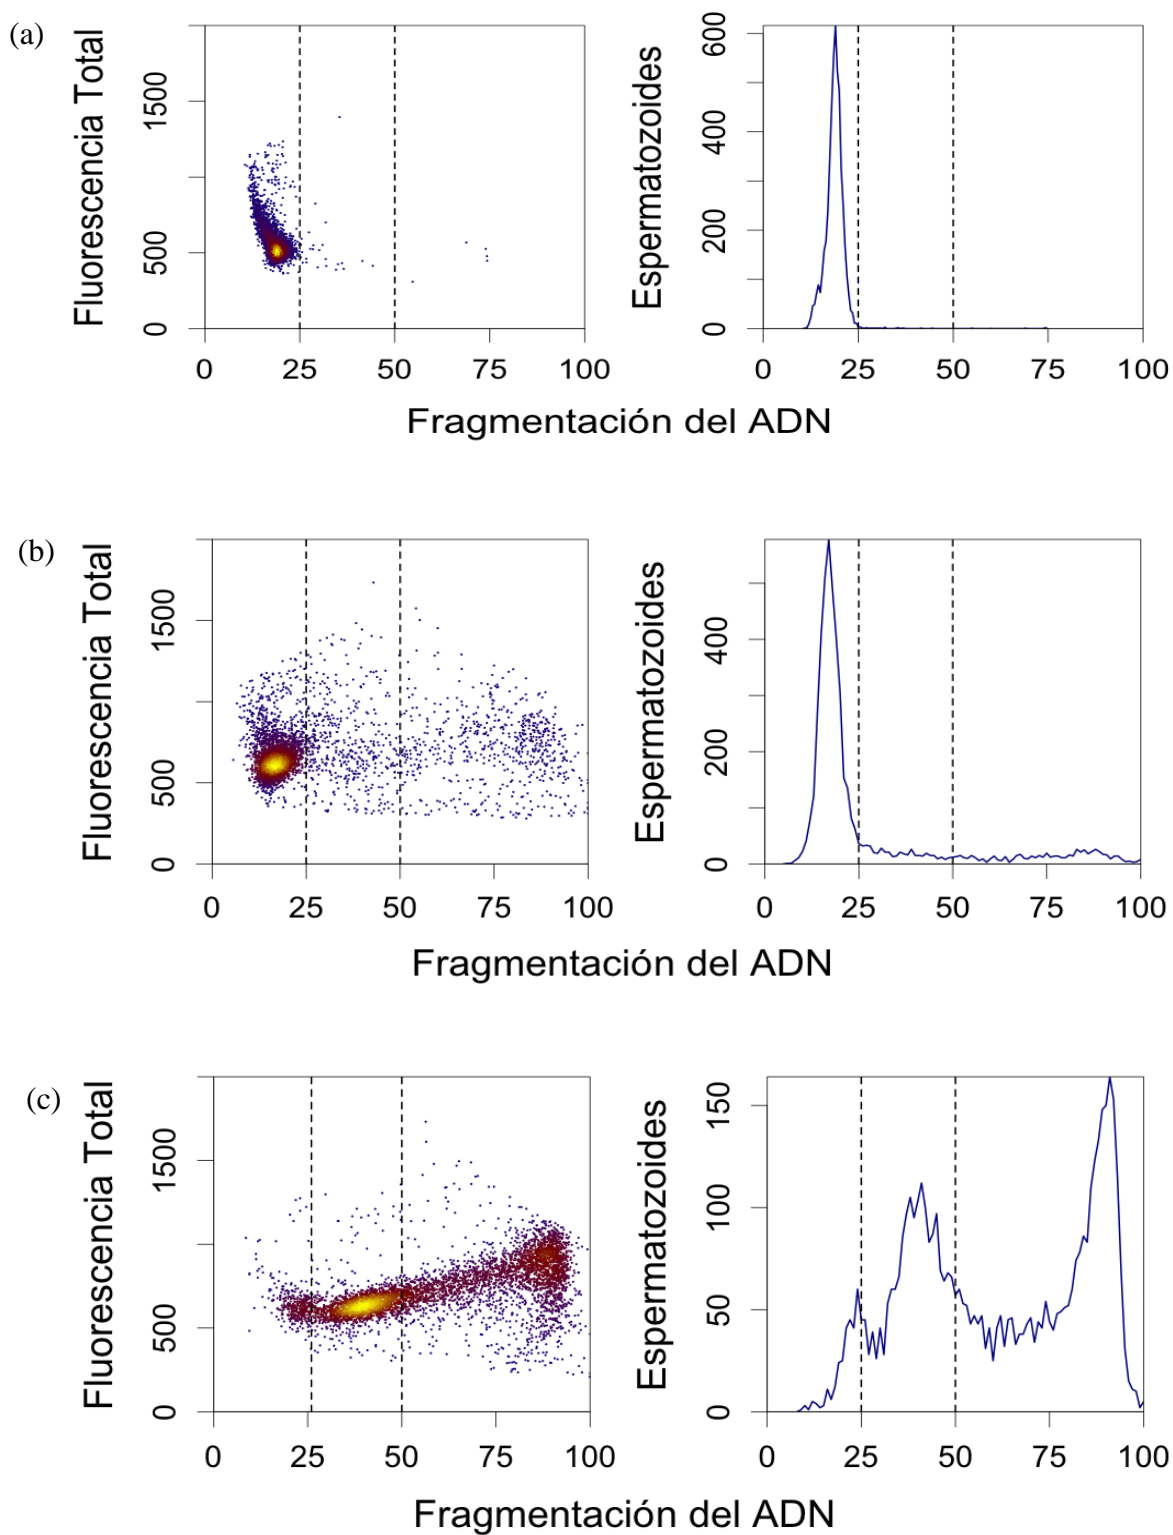 (a)
Fluorescencia Total
0
500
1500
0 25 50 75 100
Espermatozoides
0
200
400
600
0 25 50 75 100
Fragmentación del ADN
(b)
Fluorescencia Total
0
500
1500
0 25 50 75 100
Espermatozoides
0
200
400
0 25 50 75 100
Fragmentación del ADN
(c)
Fluorescencia Total
0
500
1500
0 25 50 75 100
Espermatozoides
0
50
100
150
0 25 50 75 100
Fragmentación del ADN